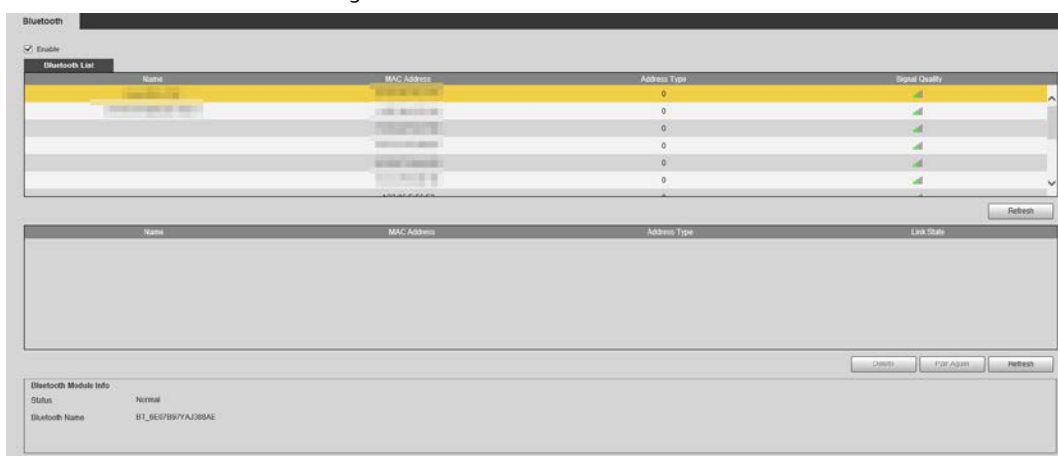 Bluetooth
Enable
Bluetooth List
Name MAC Address Address Type Signal Quality
0
0
0
0
0
0
Refresh
Name MAC Address Address Type Link State
Delete Pair Again Refresh
Bluetooth Module Info
Status Normal
Bluetooth Name